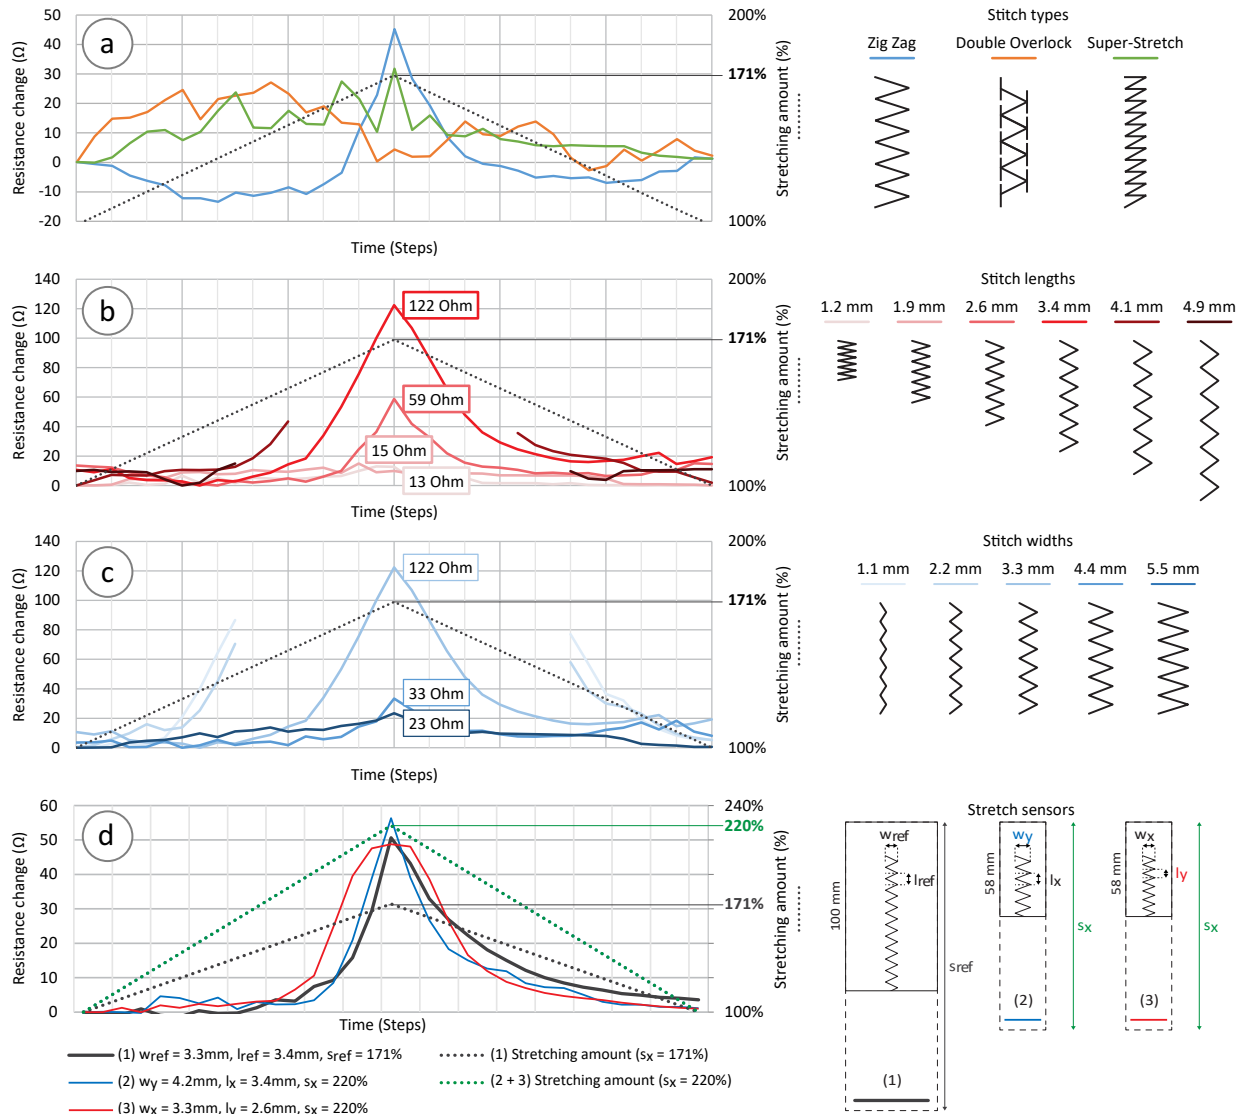 a
Resistance change (Ω)
50
40
30
20
10
0
-10
-20
Time (Steps)
200%
171%
100%
Stretching amount (%)
Stitch types
Zig Zag
Double Overlock
Super-Stretch
b
Resistance change (Ω)
140
120
100
80
60
40
20
0
122 Ohm
59 Ohm
15 Ohm
13 Ohm
Time (Steps)
200%
171%
100%
Stretching amount (%)
Stitch lengths
1.2 mm
1.9 mm
2.6 mm
3.4 mm
4.1 mm
4.9 mm
c
Resistance change (Ω)
140
120
100
80
60
40
20
0
122 Ohm
33 Ohm
23 Ohm
Time (Steps)
200%
171%
100%
Stretching amount (%)
Stitch widths
1.1 mm
2.2 mm
3.3 mm
4.4 mm
5.5 mm
d
Resistance change (Ω)
60
50
40
30
20
10
0
Time (Steps)
240%
220%
171%
100%
Stretching amount (%)
Stretch sensors
wref
lref
100 mm
sref
(1)
wy
lx
58 mm
sx
(2)
wx
ly
58 mm
sx
(3)
(1) wref = 3.3mm, lref = 3.4mm, sref = 171%
(2) wy = 4.2mm, lx = 3.4mm, sx = 220%
(3) wx = 3.3mm, ly = 2.6mm, sx = 220%
(1) Stretching amount (sx = 171%)
(2 + 3) Stretching amount (sx = 220%)